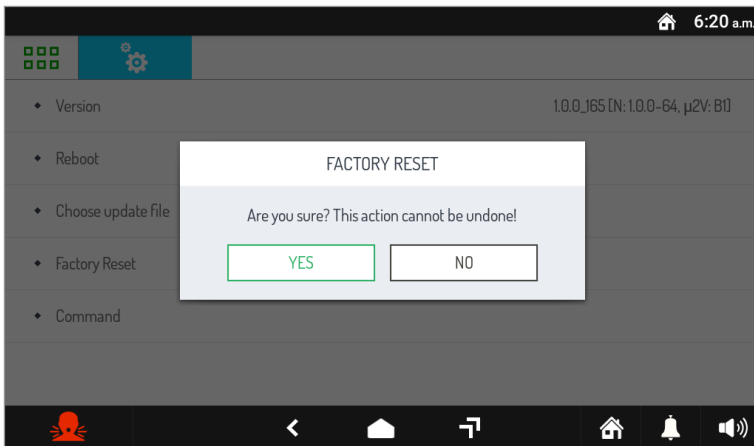 6:20 a.m.
Version
1.0.0_165 [N: 1.0.0-64, µ2V: B1]
Reboot
FACTORY RESET
Choose update file
Are you sure? This action cannot be undone!
Factory Reset
YES
NO
Command